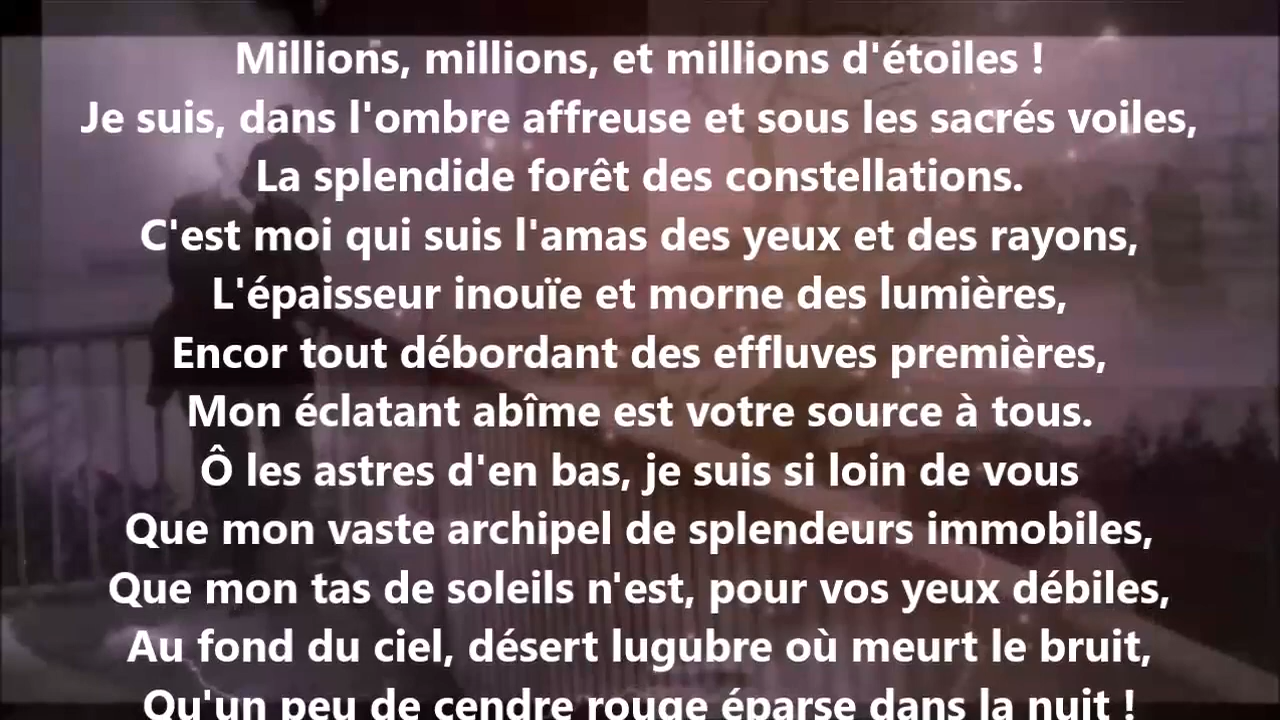 Millions, millions, et millions d'étoiles !
Je suis, dans l'ombre affreuse et sous les sacrés voiles,
La splendide forêt des constellations.
C'est moi qui suis l'amas des yeux et des rayons,
L'épaisseur inouïe et morne des lumières,
Encor tout débordant des effluves premières,
Mon éclatant abîme est votre source à tous.
Ô les astres d'en bas, je suis si loin de vous
Que mon vaste archipel de splendeurs immobiles,
Que mon tas de soleils n'est, pour vos yeux débiles,
Au fond du ciel, désert lugubre où meurt le bruit,
Qu'un peu de cendre rouge éparse dans la nuit !